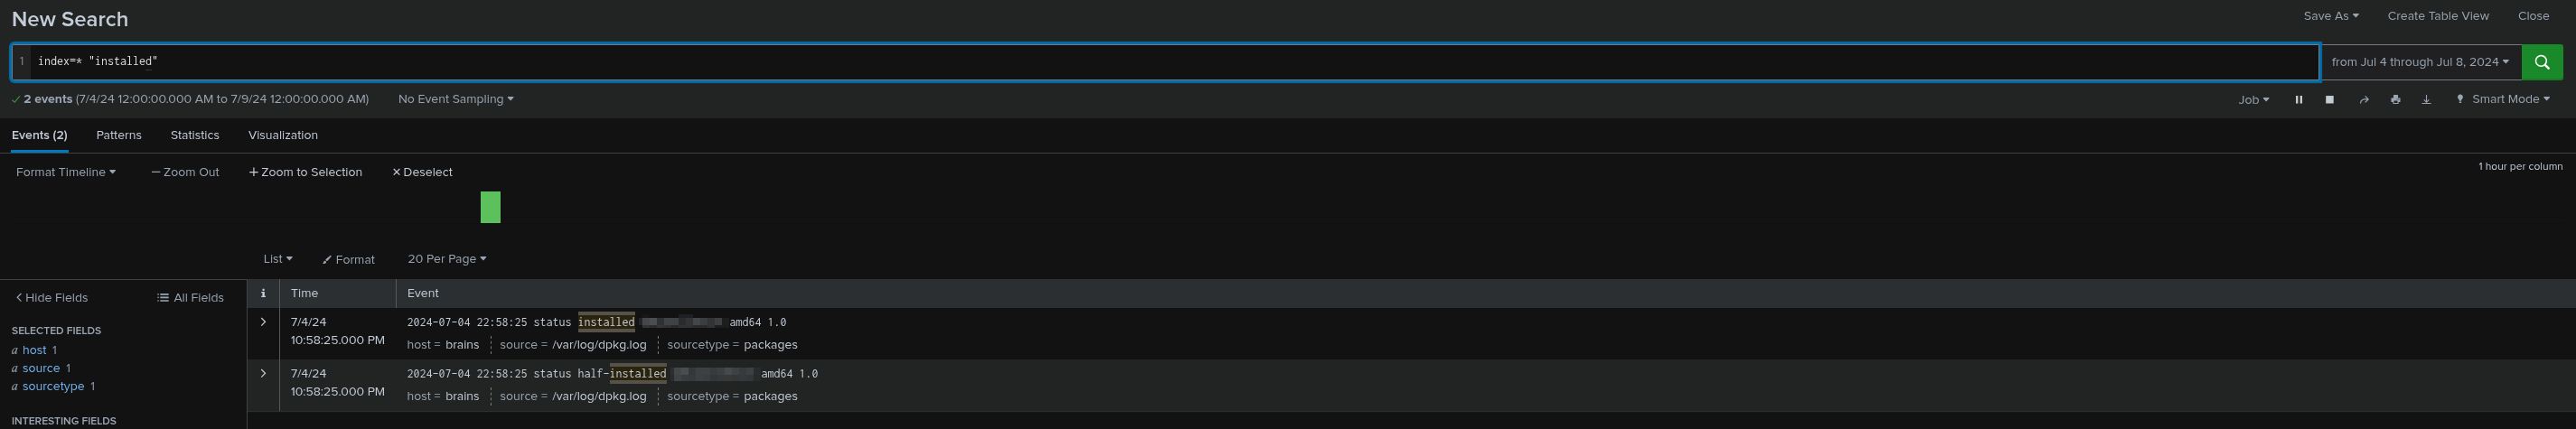 New Search
Save As Create Table View Close
1 index=* "installed"
from Jul 4 through Jul 8, 2024
2 events (7/4/24 12:00:00.000 AM to 7/9/24 12:00:00.000 AM) No Event Sampling
Job Smart Mode
Events (2) Patterns Statistics Visualization
Format Timeline — Zoom Out + Zoom to Selection × Deselect
1 hour per column
List Format 20 Per Page
< Hide Fields All Fields
i Time Event
SELECTED FIELDS
a host 1
a source 1
a sourcetype 1
INTERESTING FIELDS
7/4/24
10:58:25.000 PM
2024-07-04 22:58:25 status installed amd64 1.0
host = brains source = /var/log/dpkg.log sourcetype = packages
7/4/24
10:58:25.000 PM
2024-07-04 22:58:25 status half-installed amd64 1.0
host = brains source = /var/log/dpkg.log sourcetype = packages